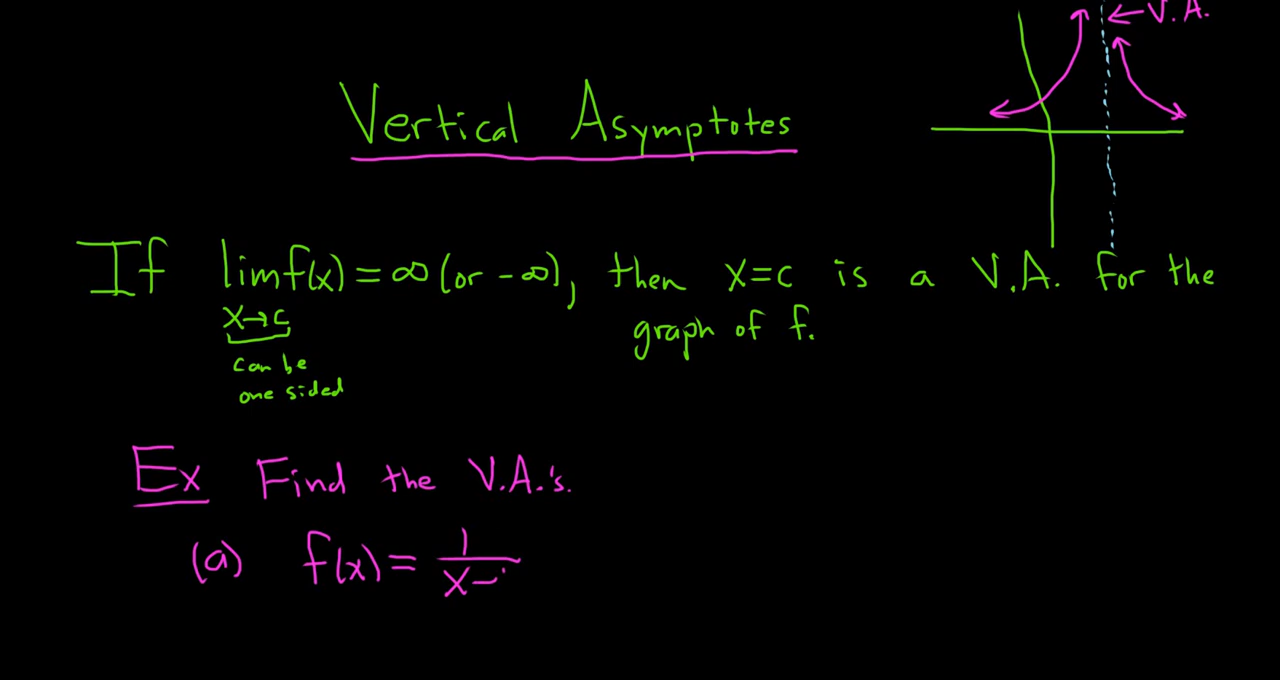 ← V.A.
Vertical Asymptotes
If lim f(x) = ∞ (or -∞), then x=c is a V.A. for the
x→c
graph of f.
can be
one sided
Ex Find the V.A.'s.
(a) f(x) = 1/x-